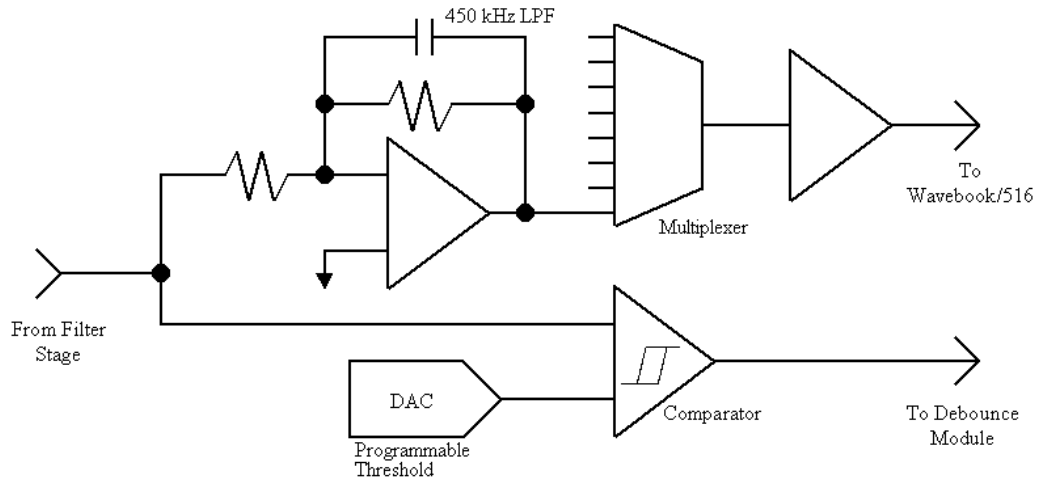 450 kHz LPF
To
Wavebook/516
Multiplexer
From Filter
Stage
DAC
Comparator
Programmable
Threshold
To Debounce
Module